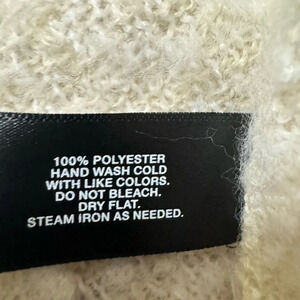 100% POLYESTER
HAND WASH COLD
WITH LIKE COLORS.
DO NOT BLEACH.
DRY FLAT.
STEAM IRON AS NEEDED.